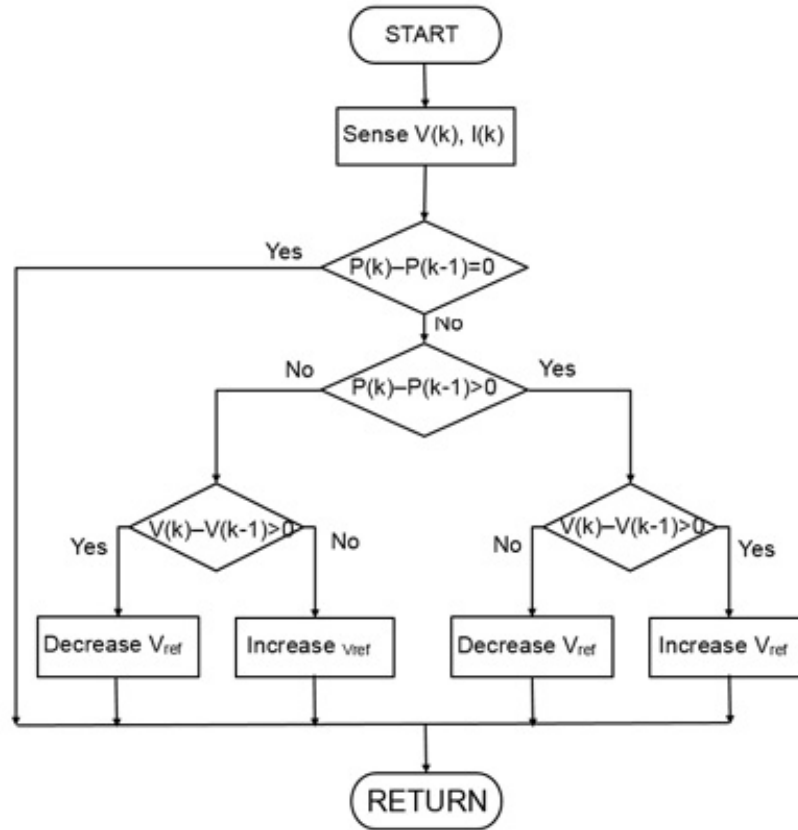 START
Sense V(k), I(k)
Yes
P(k)–P(k-1)=0
No
No
P(k)–P(k-1)>0
Yes
V(k)–V(k-1)>0
V(k)–V(k-1)>0
Yes
No
No
Yes
Decrease Vref
Increase Vref
Decrease Vref
Increase Vref
RETURN